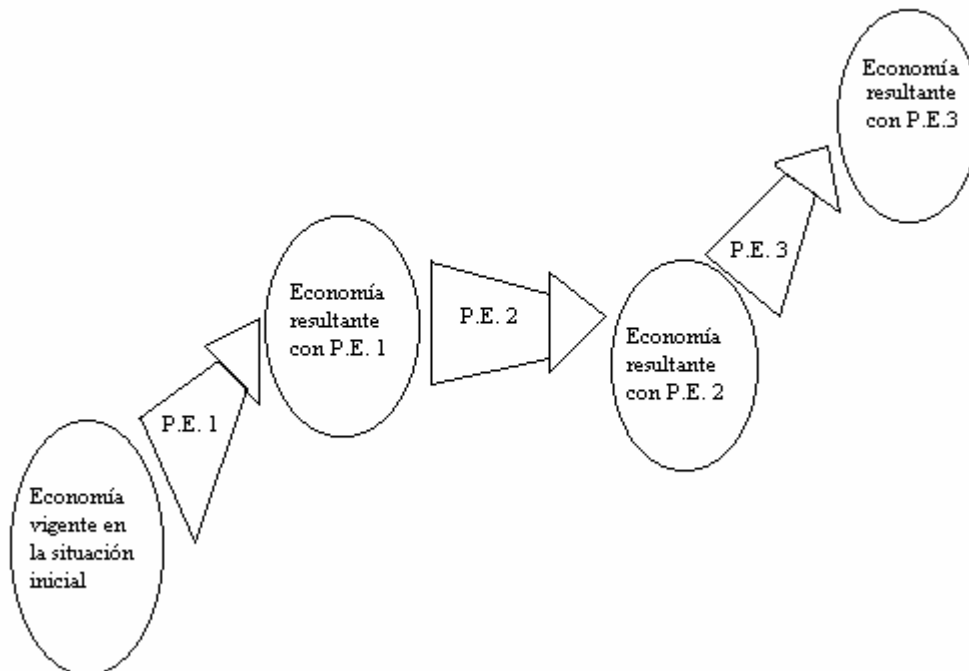 Economía
vigente en
la situación
inicial
P.E. 1
Economía
resultante
con P.E. 1
P.E. 2
Economía
resultante
con P.E. 2
P.E. 3
Economía
resultante
con P.E.3